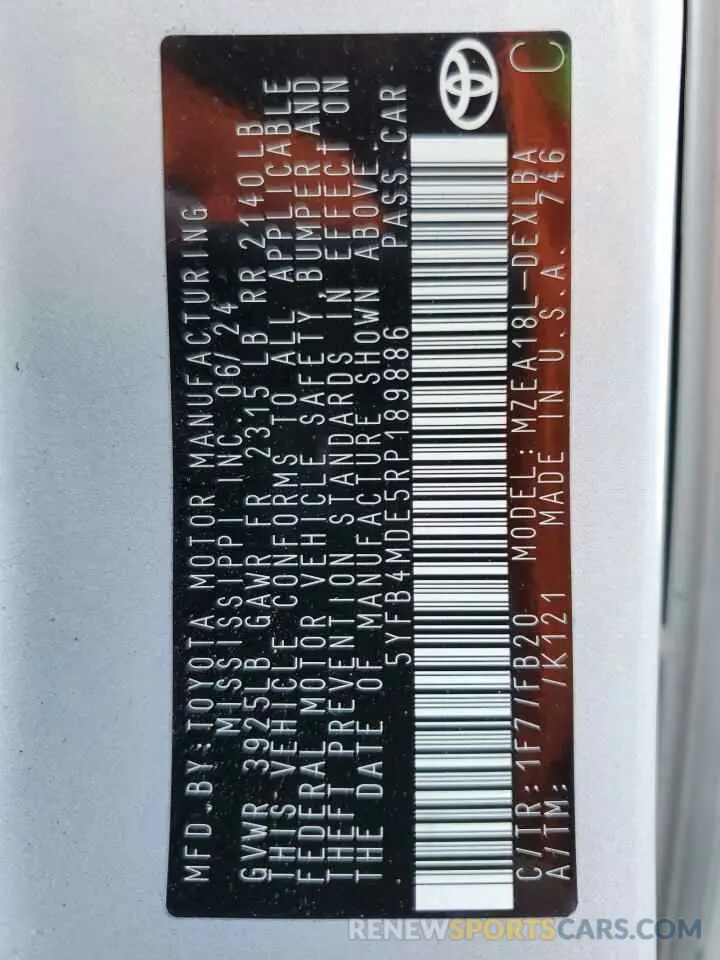 MFD.BY:TOYOTA MOTOR MANUFACTURING
MISSISSIPPI INC. 06/24
GVWR 3925LB GAWR FR 2315 LB RR 2140LB
THIS VEHICLE CONFORMS TO ALL APPLICABLE
FEDERAL MOTOR VEHICLE SAFETY BUMPER AND
THEFT PREVENTION STANDARDS IN EFFECT ON
THE DATE OF MANUFACTURE SHOWN ABOVE.
5YFB4MDE5RP189886 PASS.CAR
C/TR:1F7/FB20 MODEL:MZEA18L-DEXLBA
A/TM: /K121 MADE IN U.S.A. 746
C
RENEWSPORTSCARS.COM